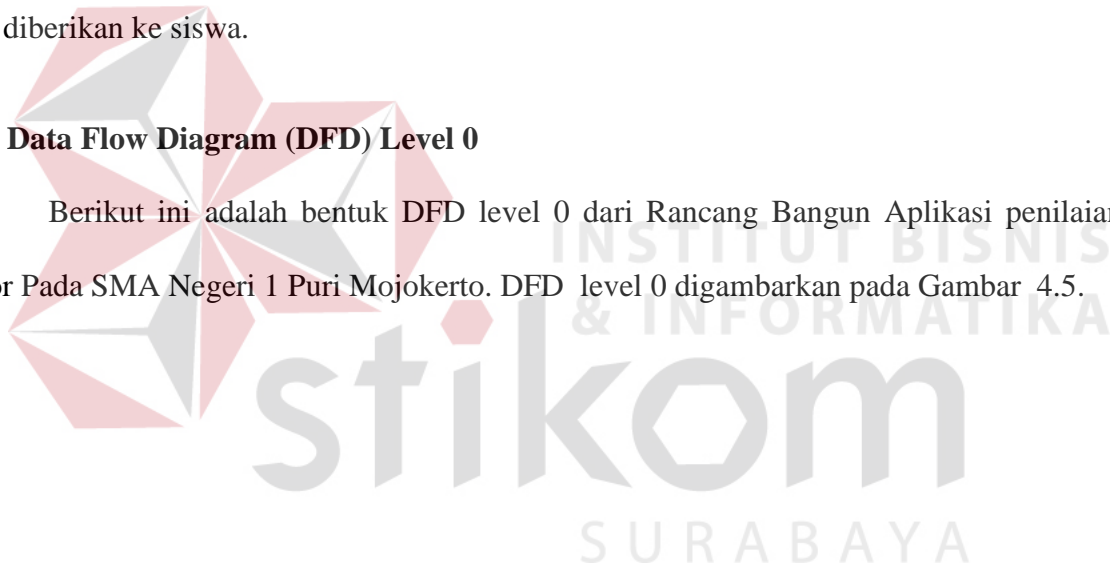 diberikan ke siswa.
Data Flow Diagram (DFD) Level 0
Berikut ini adalah bentuk DFD level 0 dari Rancang Bangun Aplikasi penilaian
Pada SMA Negeri 1 Puri Mojokerto. DFD level 0 digambarkan pada Gambar 4.5.
INSTITUT BISNIS
& INFORMATIKA
stikom
SURABAYA